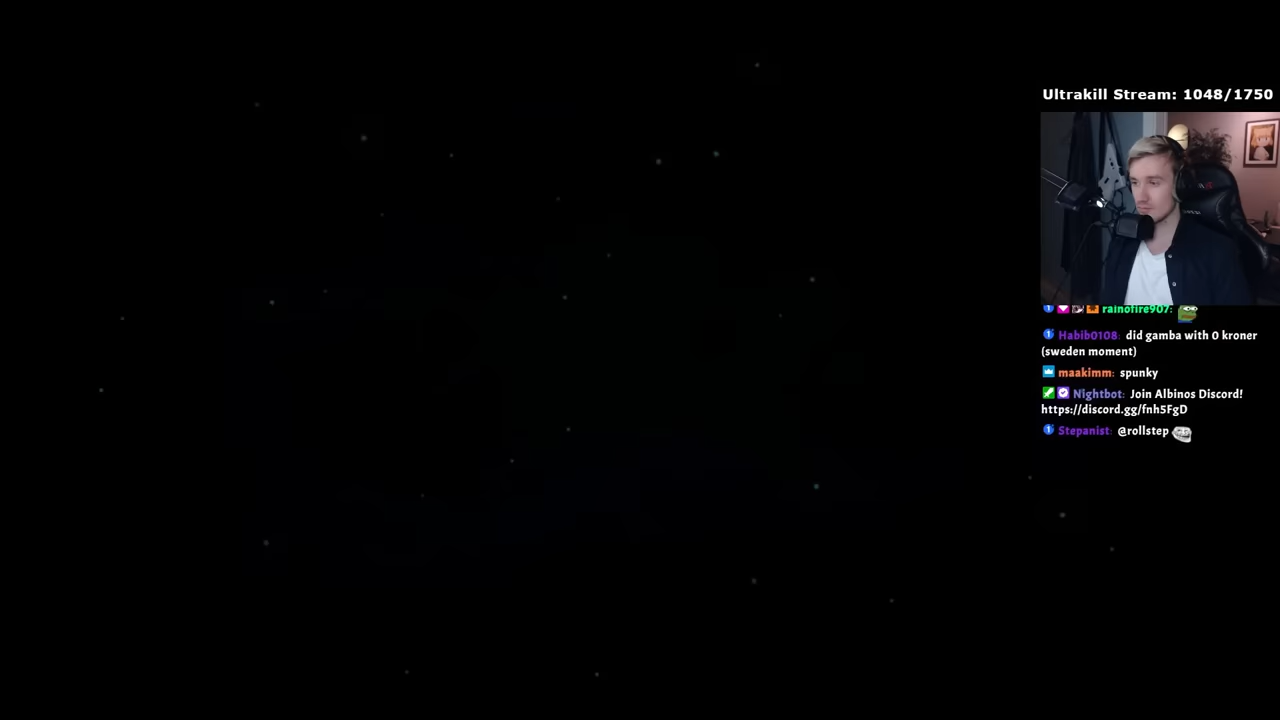 Ultrakill Stream: 1048/1750
rainofire907:
Habib0108: did gamba with 0 kroner
(sweden moment)
maakimm: spunky
Nightbot: Join Albinos Discord!
https://discord.gg/fnh5FgD
Stepanist: @rollstep